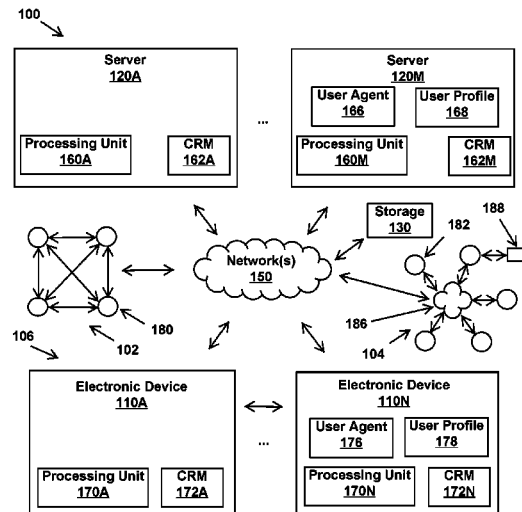 100
Server
120A
Processing Unit
160A
CRM
162A
...
Server
120M
User Agent
166
User Profile
168
Processing Unit
160M
CRM
162M
Storage
130
182
188
Network(s)
150
180
102
106
186
104
Electronic Device
110A
Processing Unit
170A
CRM
172A
...
Electronic Device
110N
User Agent
176
User Profile
178
Processing Unit
170N
CRM
172N